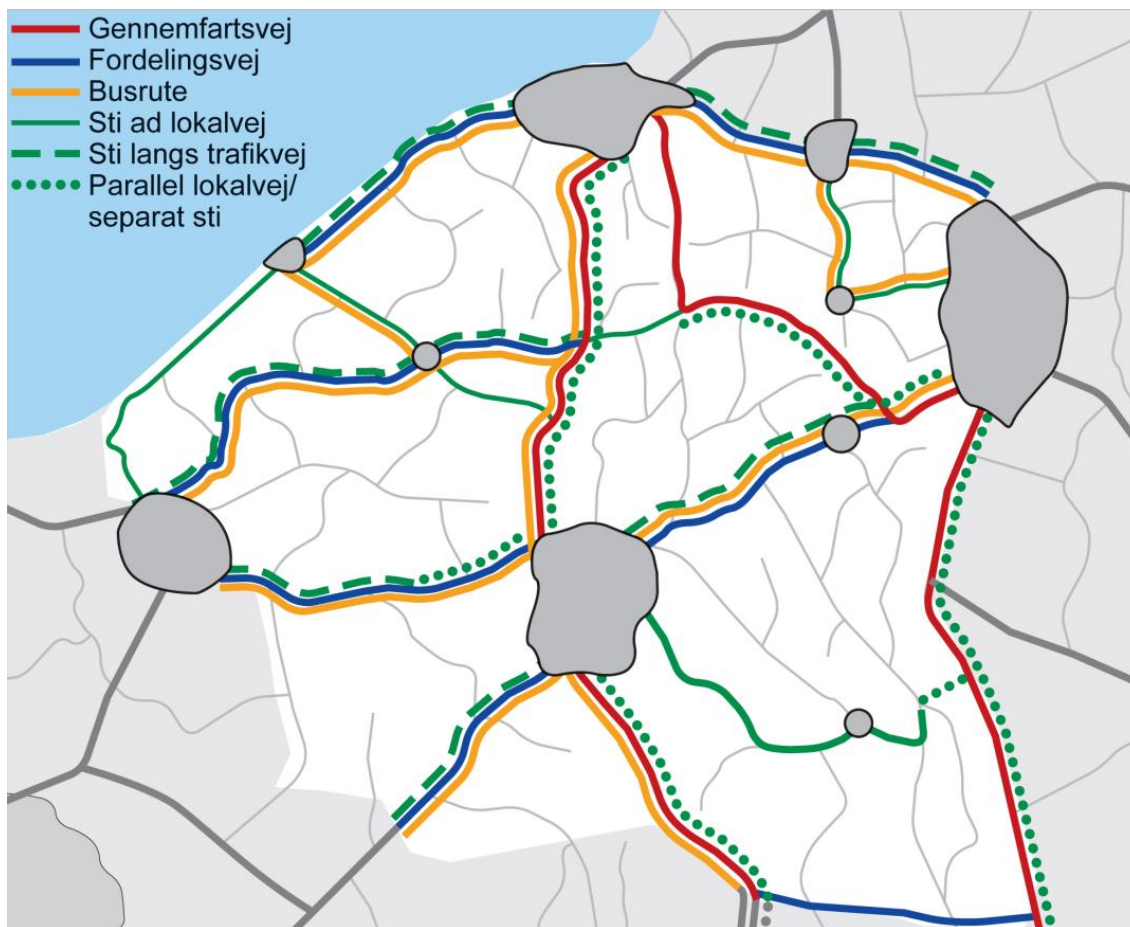 Gennemfartsvej
Fordelingsvej
Busrute
Sti ad lokalvej
Sti langs trafikvej
Parallel lokalvej/
separat sti